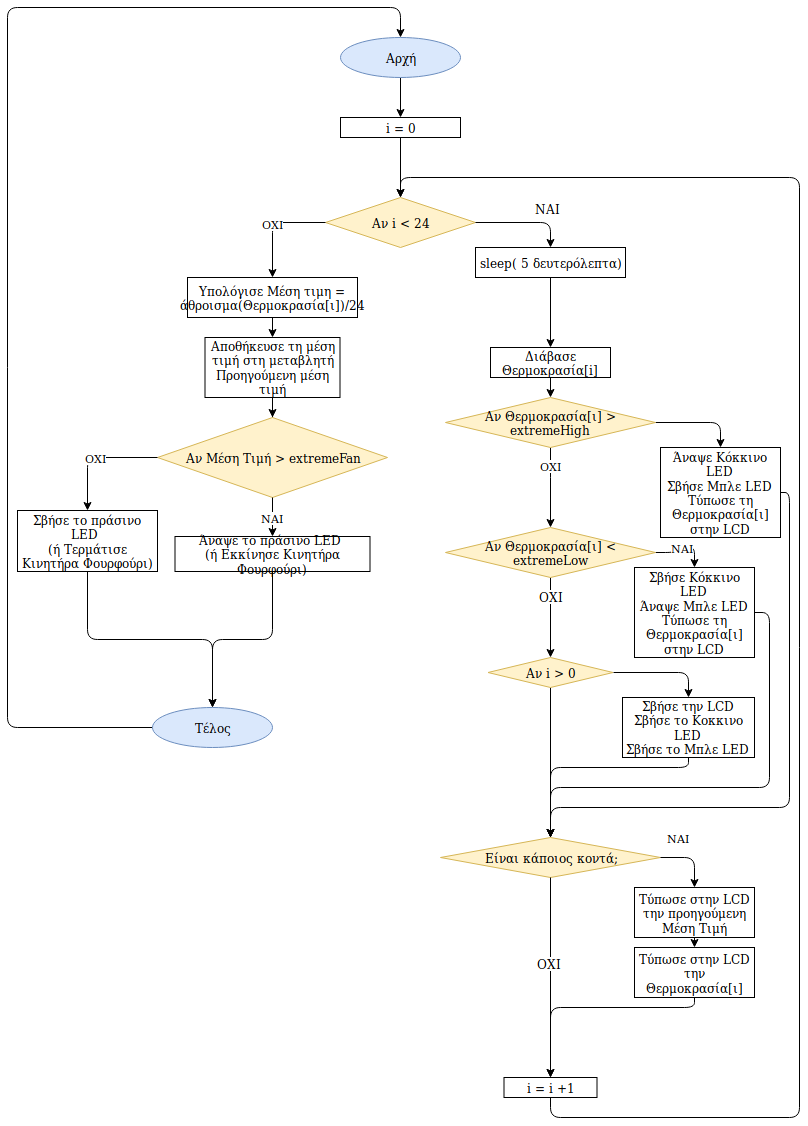 Αρχή
i = 0
Αν i < 24
ΟΧΙ
ΝΑΙ
sleep( 5 δευτερόλεπτα)
Υπολόγισε Μέση τιμη =
άθροισμα(Θερμοκρασία[ι])/24
Αποθήκευσε τη μέση
τιμή στη μεταβλητή
Προηγούμενη μέση
τιμή
Αν Μέση Τιμή > extremeFan
ΟΧΙ
ΝΑΙ
Σβήσε το πράσινο
LED
(ή Τερμάτισε
Κινητήρα Φουρφούρι)
Άναψε το πράσινο LED
(ή Εκκίνησε Κινητήρα
Φουρφούρι)
Τέλος
Διάβασε
Θερμοκρασία[i]
Αν Θερμοκρασία[ι] >
extremeHigh
ΟΧΙ
Άναψε Κόκκινο
LED
Σβήσε Μπλε LED
Τύπωσε τη
Θερμοκρασία[ι]
στην LCD
Αν Θερμοκρασία[ι] <
extremeLow
ΝΑΙ
ΟΧΙ
Σβήσε Κόκκινο
LED
Άναψε Μπλε LED
Τύπωσε τη
Θερμοκρασία[ι]
στην LCD
Αν i > 0
Σβήσε την LCD
Σβήσε το Κοκκινο
LED
Σβήσε το Μπλε LED
Είναι κάποιος κοντά;
ΝΑΙ
Τύπωσε στην LCD
την προηγούμενη
Μέση Τιμή
Τύπωσε στην LCD
την
Θερμοκρασία[ι]
ΟΧΙ
i = i +1